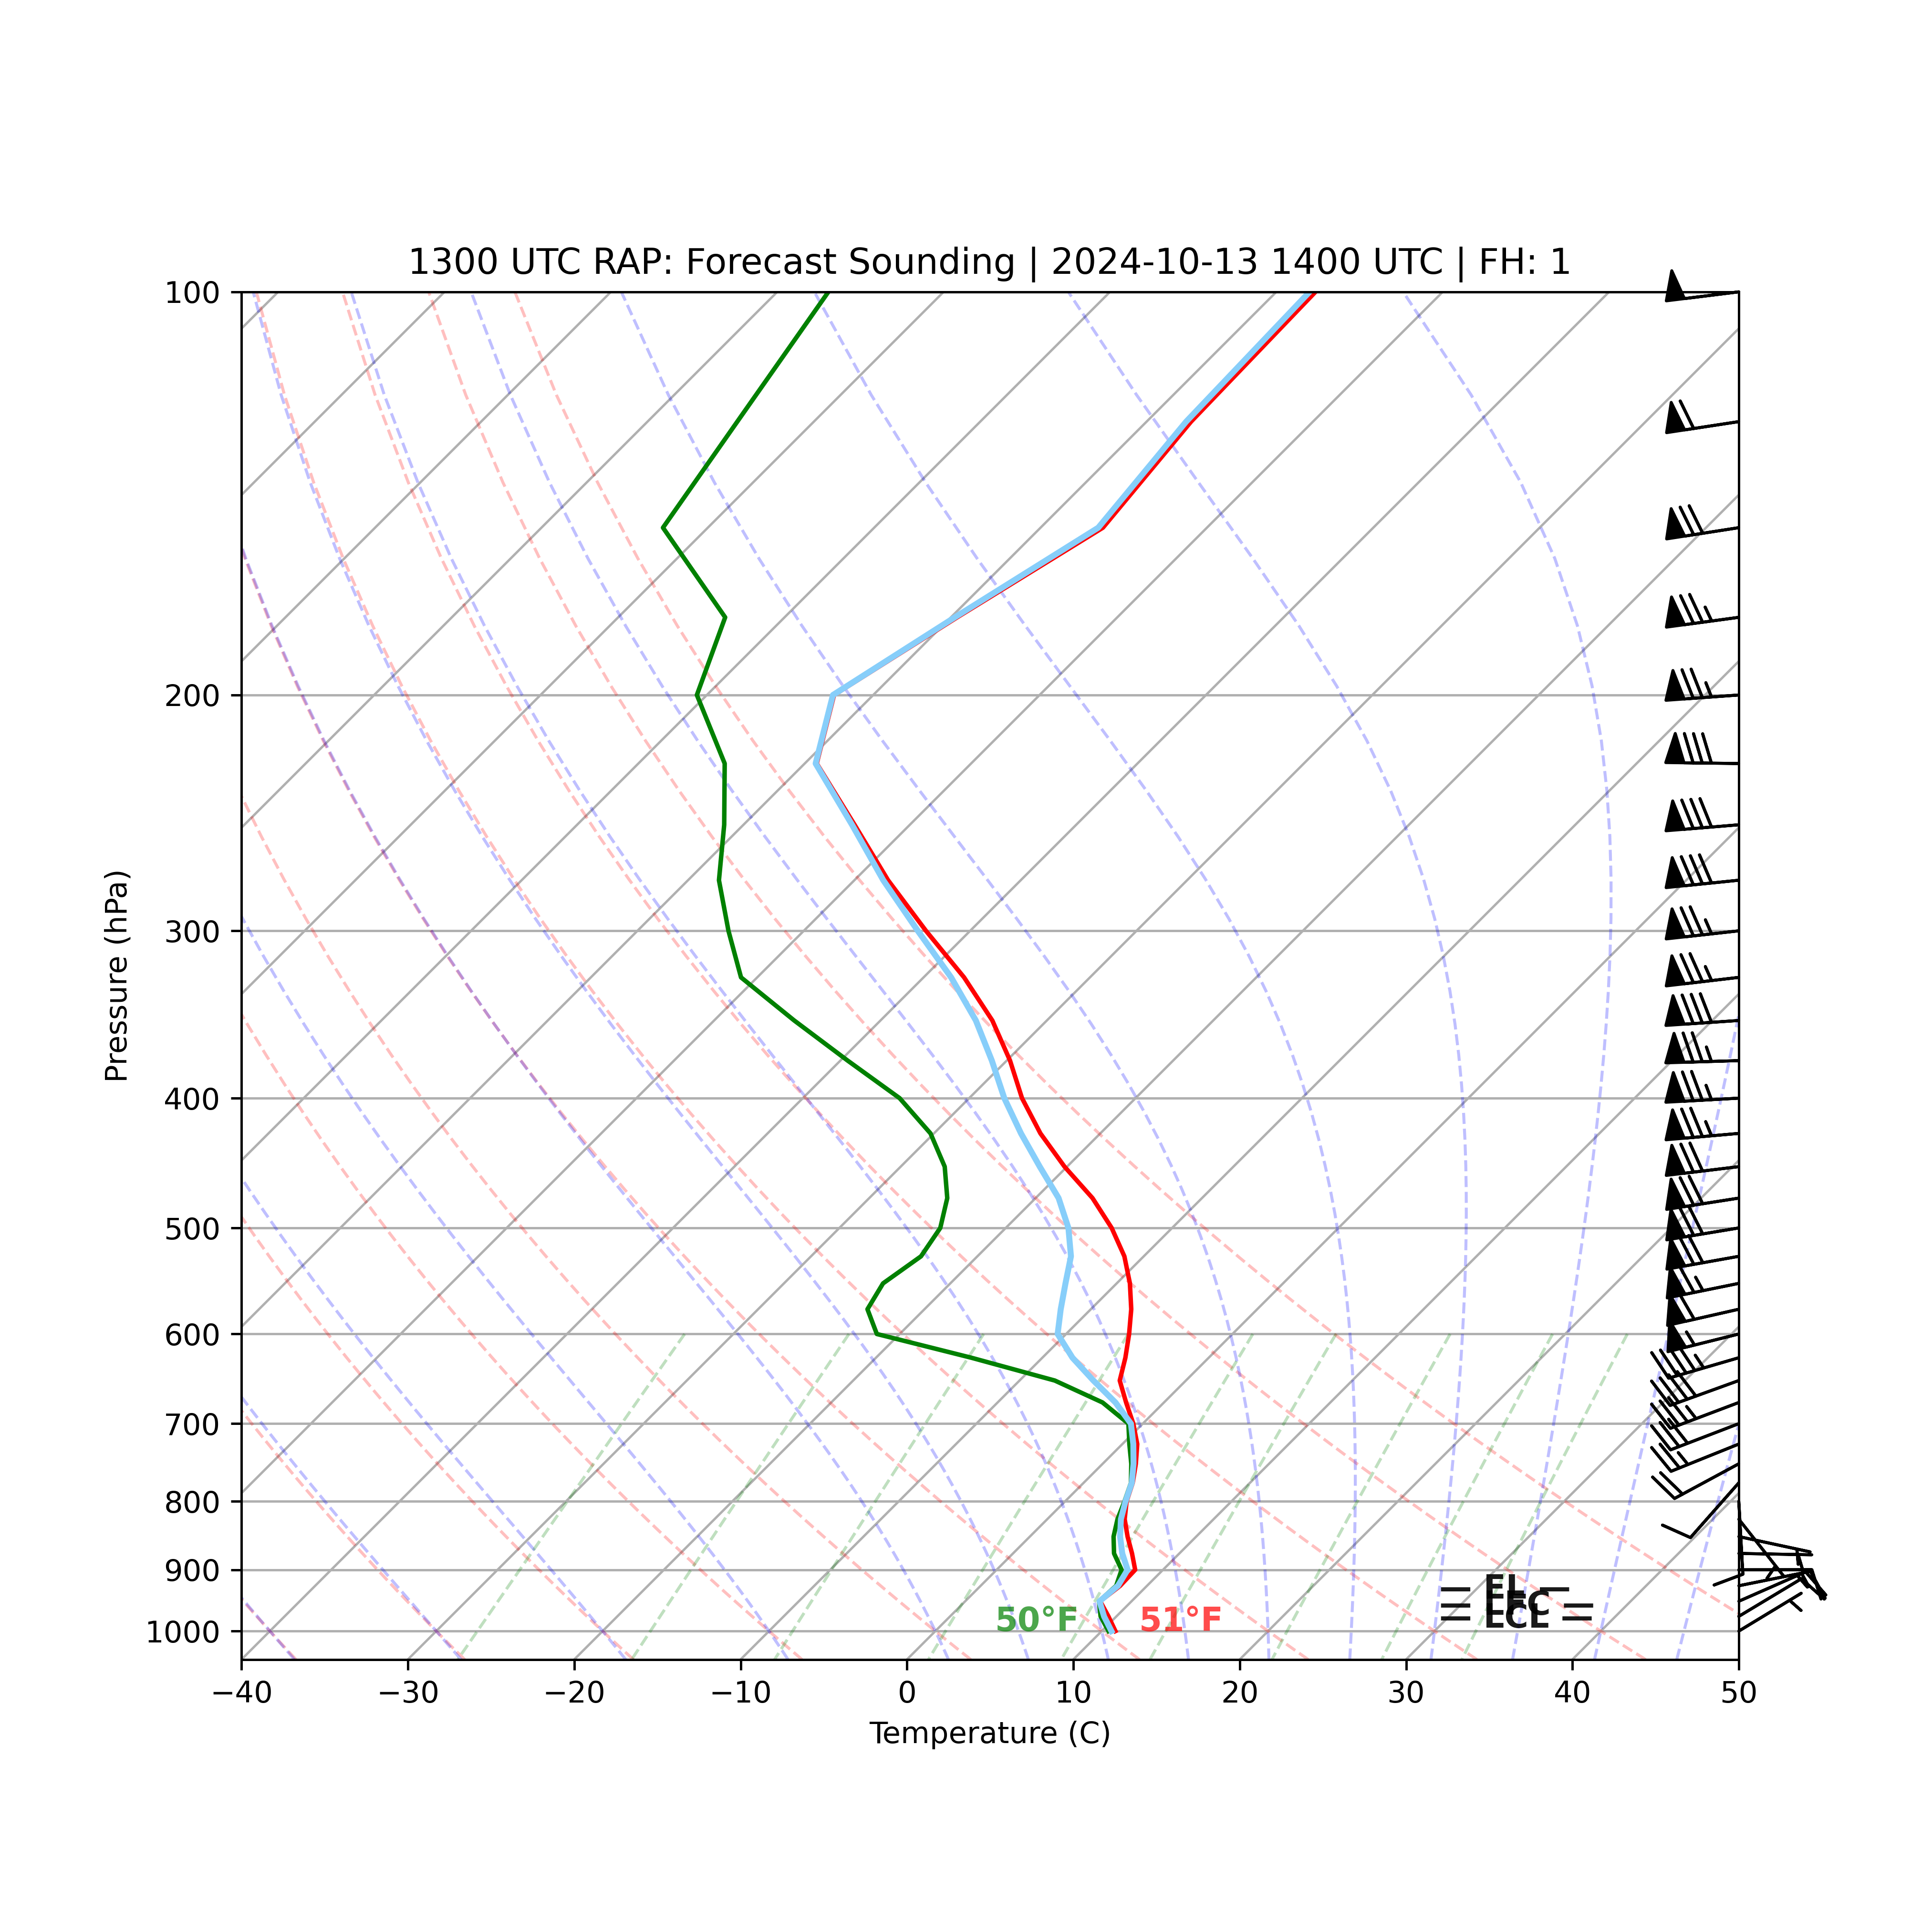 1300 UTC RAP: Forecast Sounding | 2024-10-13 1400 UTC | FH: 1
100
200
300
400
500
600
700
800
900
1000
Pressure (hPa)
50°F 51°F
— EL —
— LCL —
−40 −30 −20 −10 0 10 20 30 40 50
Temperature (C)